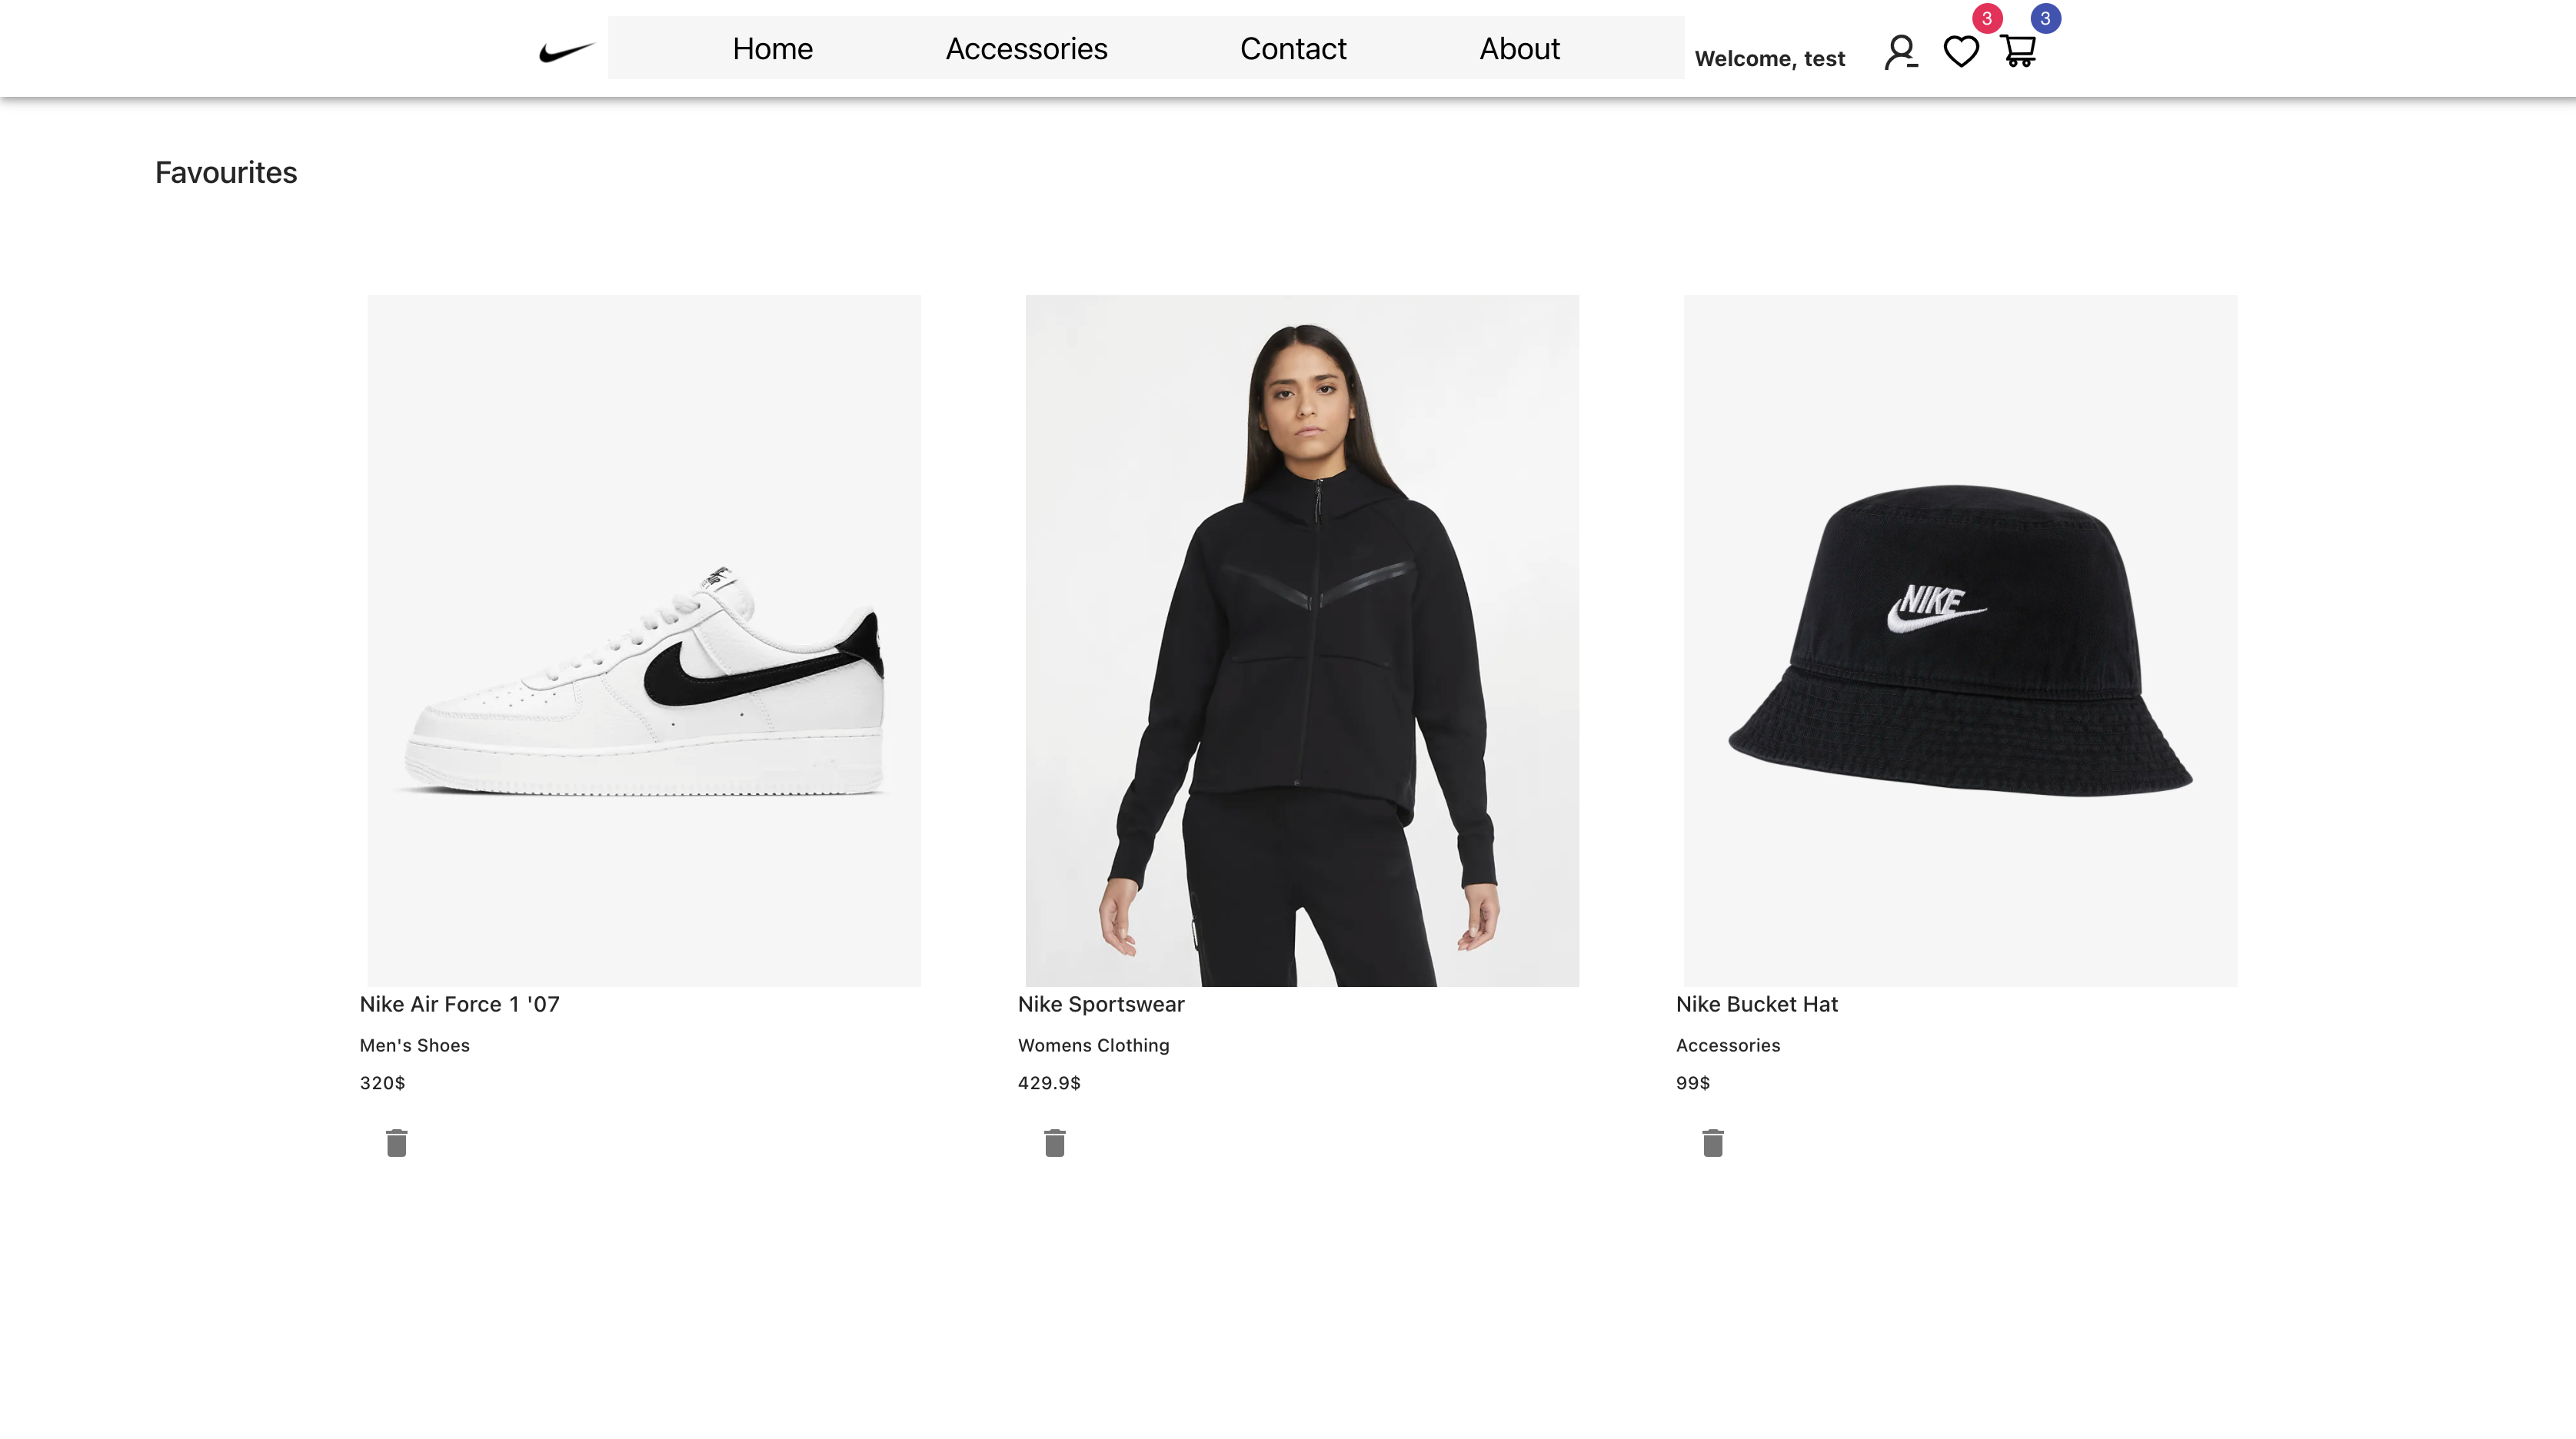 Home Accessories Contact About
Welcome, test
3
3
Favourites
NIKE
Nike Air Force 1 '07
Men's Shoes
320$
Nike Sportswear
Womens Clothing
429.9$
Nike Bucket Hat
Accessories
99$